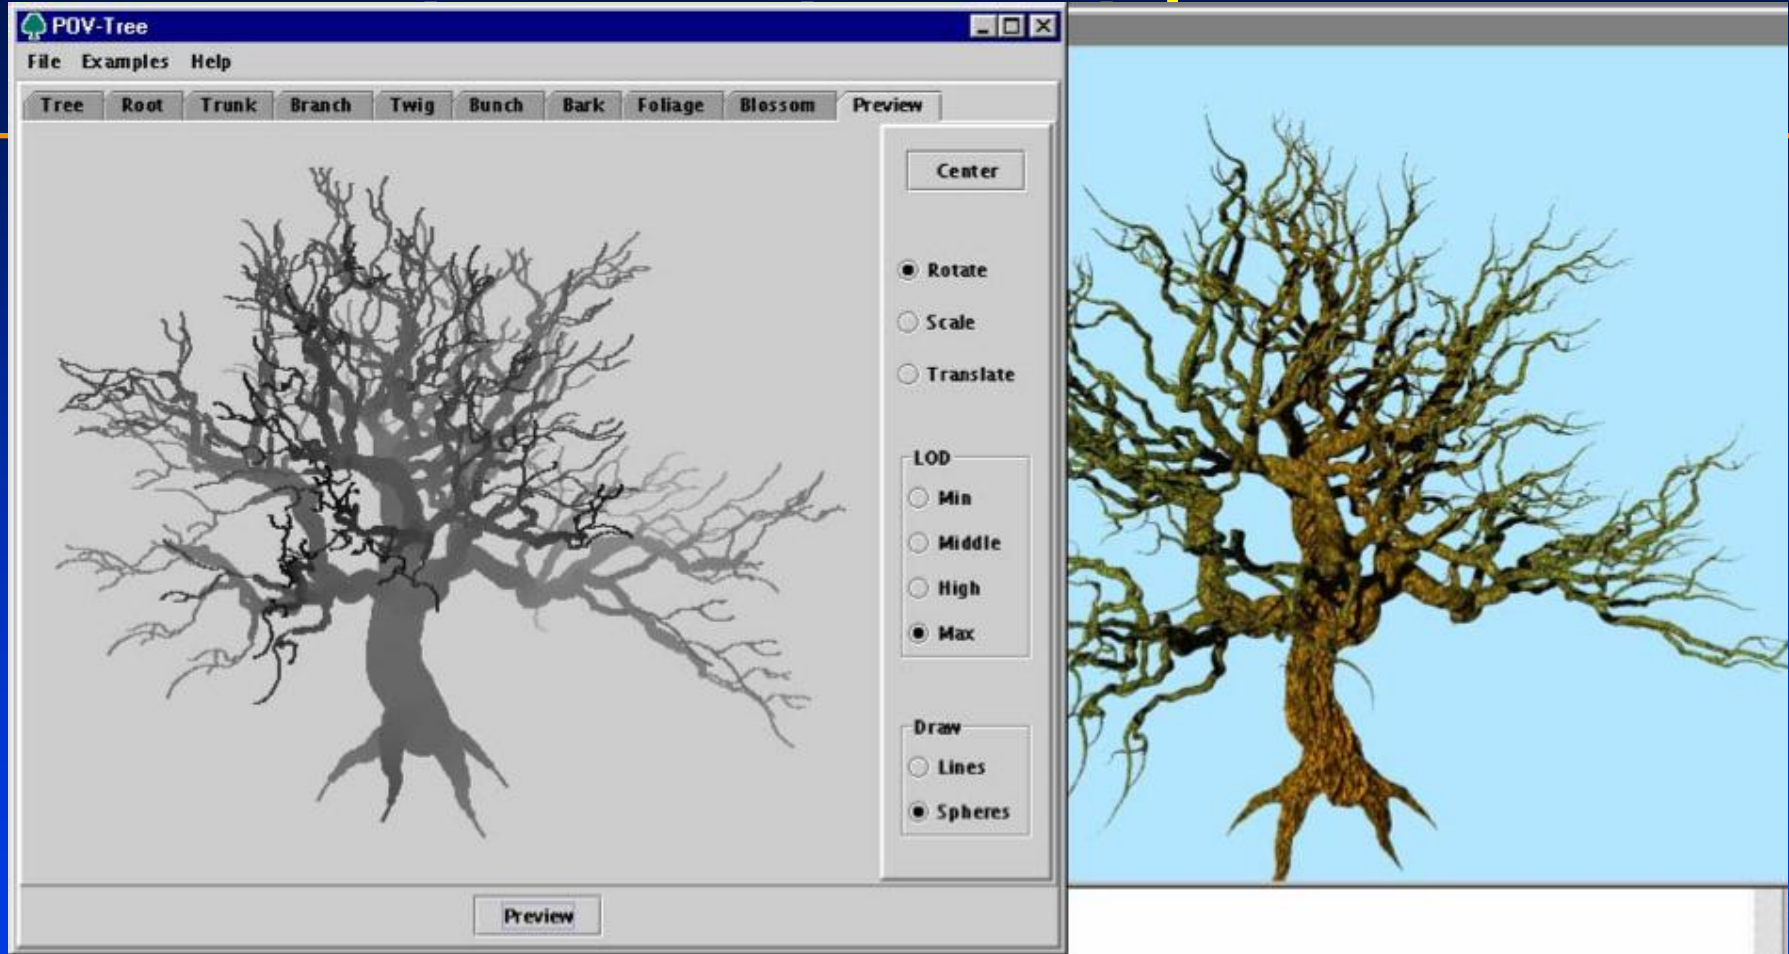 POV-Tree
File Examples Help
Tree Root Trunk Branch Twig Bunch Bark Foliage Blossom Preview
Center
Rotate
Scale
Translate
LOD
Min
Middle
High
Max
Draw
Lines
Spheres
Preview